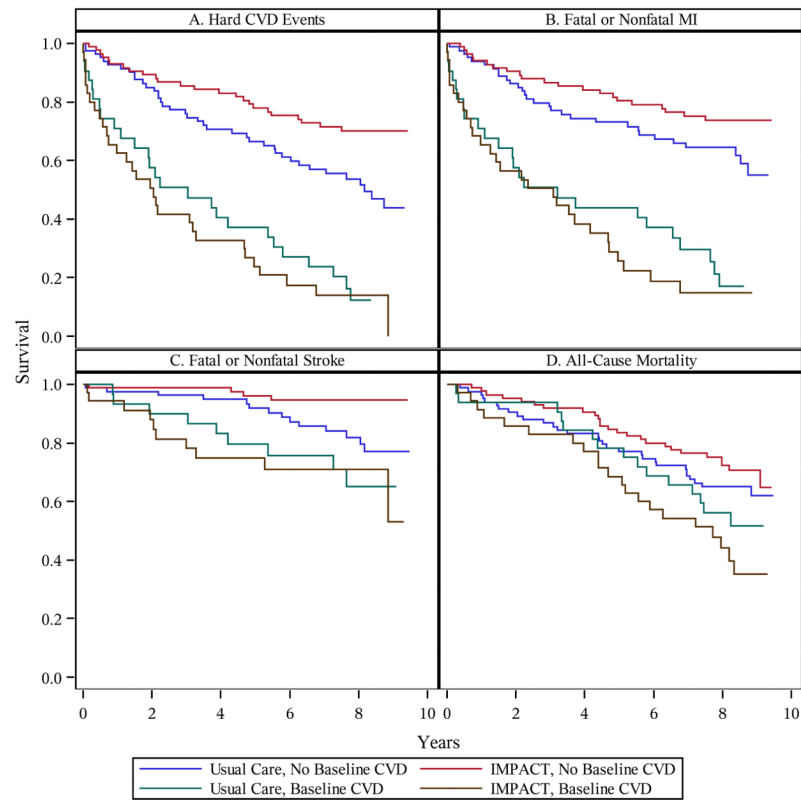 A. Hard CVD Events
B. Fatal or Nonfatal MI
1.0
0.8
0.6
0.4
0.2
0.0
C. Fatal or Nonfatal Stroke
D. All-Cause Mortality
1.0
0.8
0.6
0.4
0.2
0.0
Survival
0 2 4 6 8 10
0 2 4 6 8 10
Years
Usual Care, No Baseline CVD
IMPACT, No Baseline CVD
Usual Care, Baseline CVD
IMPACT, Baseline CVD